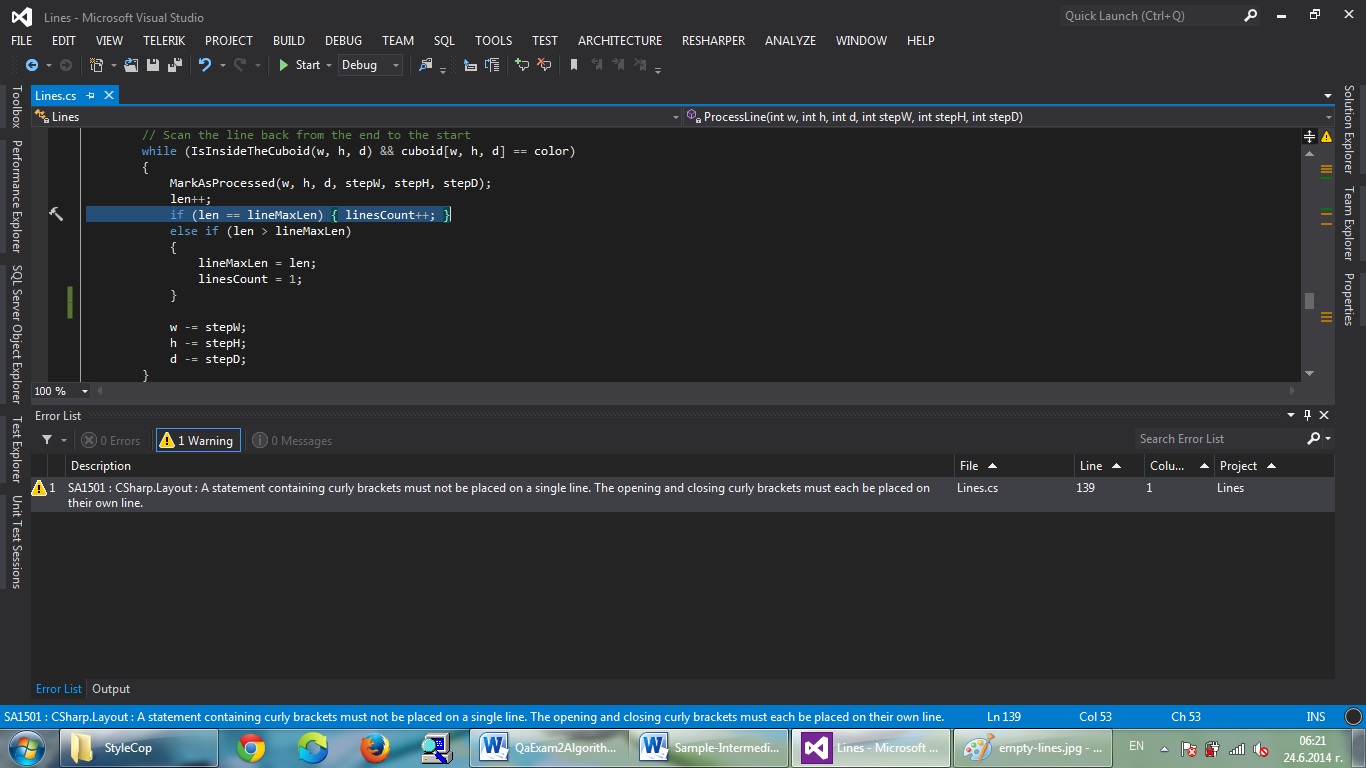 Lines - Microsoft Visual Studio
Quick Launch (Ctrl+Q)
FILE EDIT VIEW TELERIK PROJECT BUILD DEBUG TEAM SQL TOOLS TEST ARCHITECTURE RESHARPER ANALYZE WINDOW HELP
Start Debug
Lines.cs
Lines
ProcessLine(int w, int h, int d, int stepW, int stepH, int stepD)
Toolbox
Performance Explorer
SQL Server Object Explorer
Test Explorer
Unit Test Sessions
// Scan the line back from the end to the start
while (IsInsideTheCuboid(w, h, d) && cuboid[w, h, d] == color)
{
MarkAsProcessed(w, h, d, stepW, stepH, stepD);
len++;
if (len == lineMaxLen) { linesCount++; }
else if (len > lineMaxLen)
{
lineMaxLen = len;
linesCount = 1;
}
w -= stepW;
h -= stepH;
d -= stepD;
}
Solution Explorer
Team Explorer
Properties
100 %
Error List
0 Errors 1 Warning 0 Messages
Search Error List
Description File Line Colu... Project
1 SA1501 : CSharp.Layout : A statement containing curly brackets must not be placed on a single line. The opening and closing curly brackets must each be placed on Lines.cs 139 1 Lines
their own line.
Error List Output
SA1501 : CSharp.Layout : A statement containing curly brackets must not be placed on a single line. The opening and closing curly brackets must each be placed on their own line. Ln 139 Col 53 Ch 53 INS
StyleCop
QaExam2Algorith...
Sample-Intermedi...
Lines - Microsoft ...
empty-lines.jpg - ...
EN
06:21
24.6.2014 г.